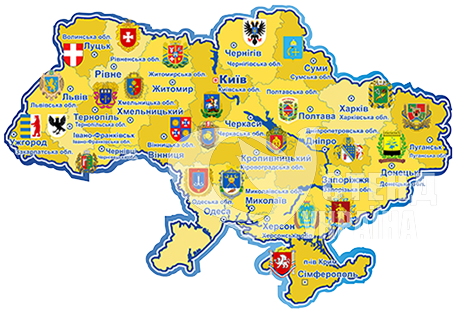 Волинська обл.
Луцьк
Рівненська обл.
Рівне
Житомирська обл.
Житомир
Чернігів
Чернігівська обл.
Київ
Київська обл.
Суми
Сумська обл.
Львів
Львівська обл.
Тернопіль
Тернопільська обл.
Хмельницька обл.
Хмельницький
Івано-Франківськ
Івано-Франківська обл.
Ужгород
Закарпатська обл.
Чернівці
Вінницька обл.
Вінниця
Черкаси
Черкаська обл.
Полтавська обл.
Полтава
Харків
Харківська обл.
Дніпропетровська обл.
Дніпро
Кропивницький
Кіровоградська обл.
Луганськ
Луганська обл.
Донецьк
Донецька обл.
Запоріжжя
Запорізька обл.
Одеська обл.
Одеса
Миколаївська обл.
Миколаїв
Херсон
Херсонська обл.
Крим
Сімферополь